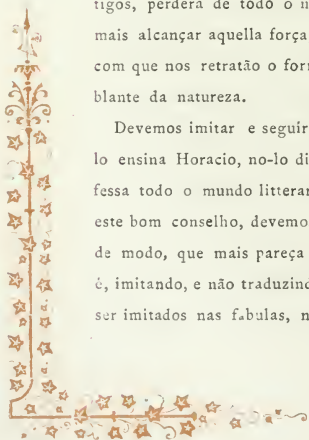 tigos, perderá de todo o n
mais alcançar aquella força
com que nos retratão o for
blante da natureza.
Devemos imitar e seguir
lo ensina Horacio, no-lo di
fessa todo o mundo litterar
este bom conselho, devemo
de modo, que mais pareça
é, imitando, e não traduzind
ser imitados nas fabulas, n